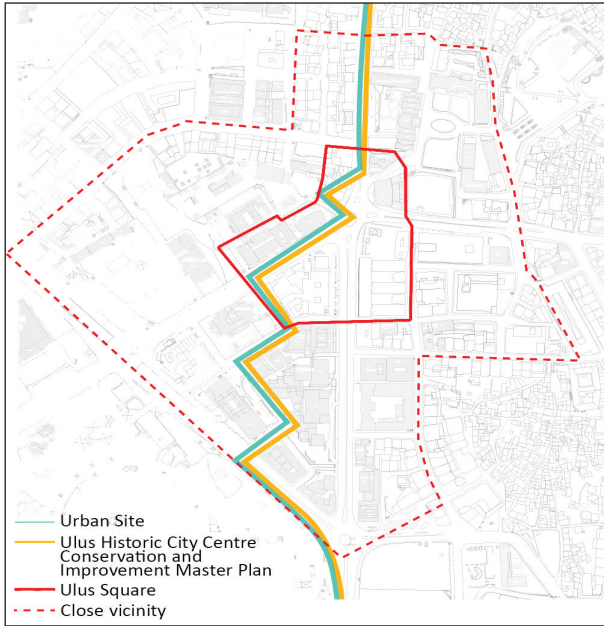 Urban Site
Ulus Historic City Centre
Conservation and
Improvement Master Plan
Ulus Square
Close vicinity